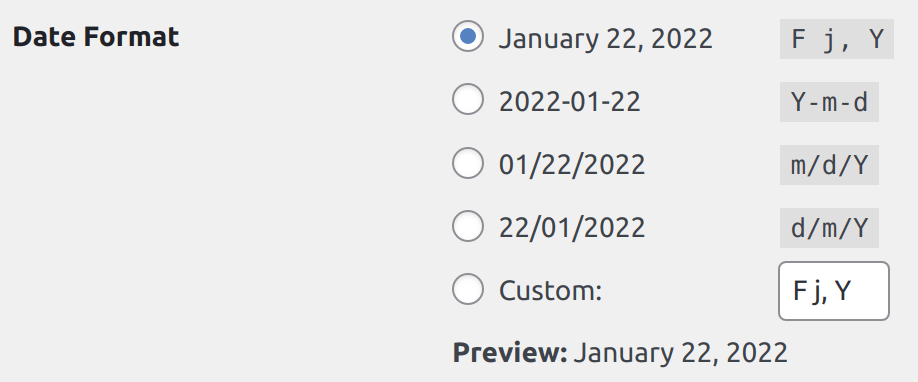 Date Format January 22, 2022 F j, Y
2022-01-22 Y-m-d
01/22/2022 m/d/Y
22/01/2022 d/m/Y
Custom: F j, Y
Preview: January 22, 2022